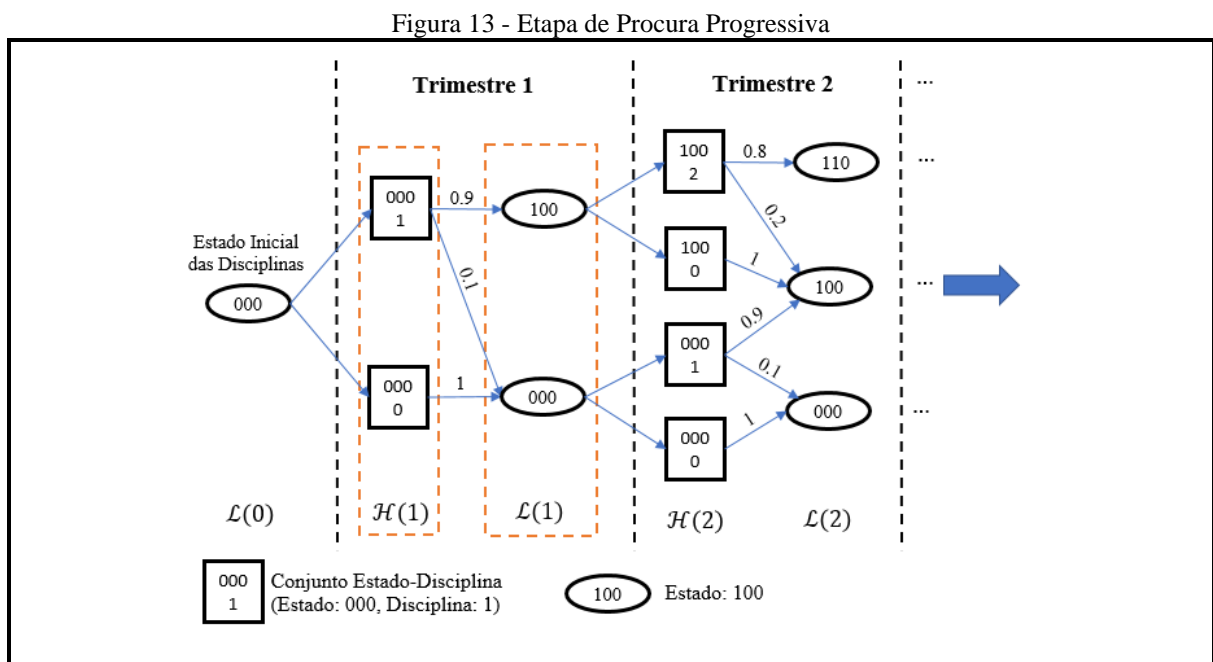 Figura 13 - Etapa de Procura Progressiva
Trimestre 1
Trimestre 2
...
Estado Inicial
das Disciplinas
000
000
1
0.9
0.1
100
000
0
1
000
100
2
0.8
0.2
110
...
100
0
1
100
...
000
1
0.9
0.1
000
0
1
000
...
ℒ(0)
ℋ(1)
ℒ(1)
ℋ(2)
ℒ(2)
000
1
Conjunto Estado-Disciplina
(Estado: 000, Disciplina: 1)
100
Estado: 100